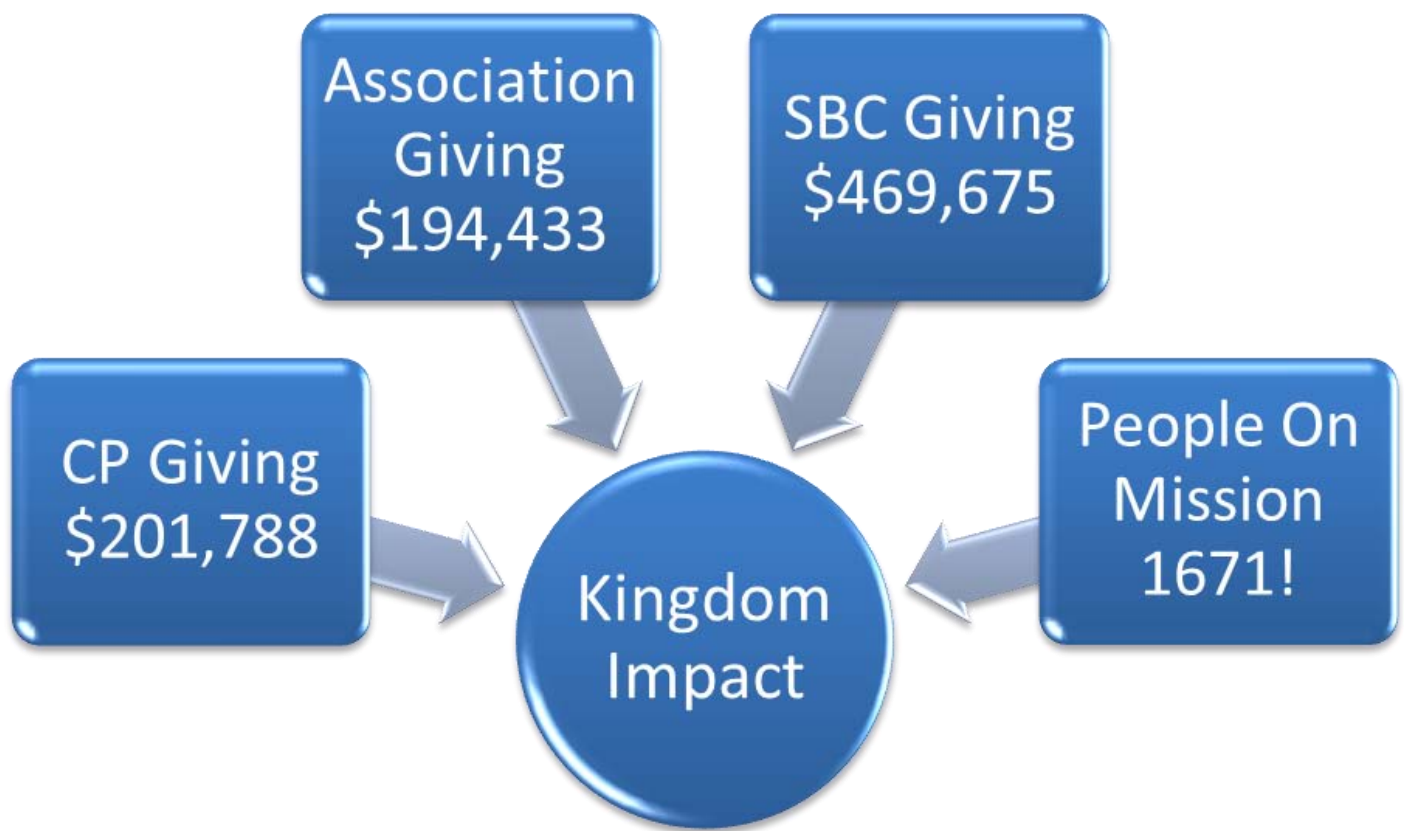 Association
Giving
$194,433
SBC Giving
$469,675
CP Giving
$201,788
People On
Mission
1671!
Kingdom
Impact